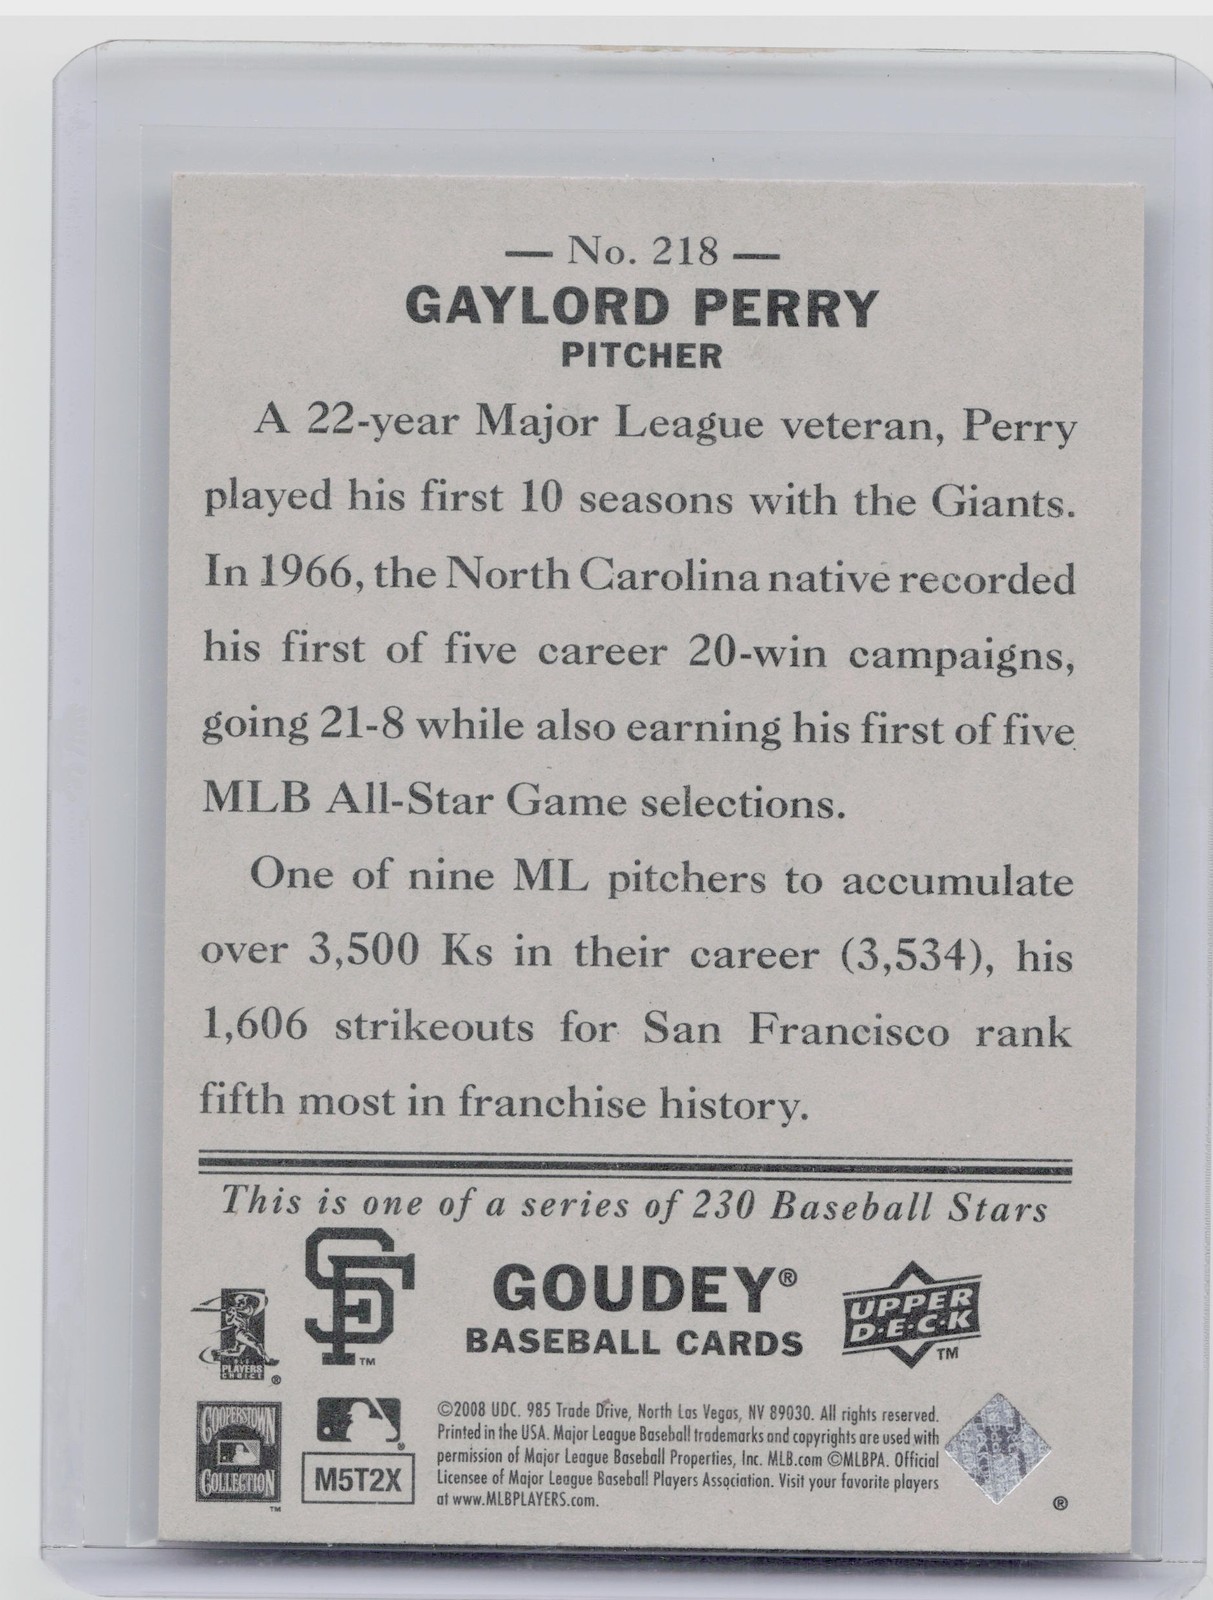 — No. 218 —
GAYLORD PERRY
PITCHER
A 22-year Major League veteran, Perry
played his first 10 seasons with the Giants.
In 1966, the North Carolina native recorded
his first of five career 20-win campaigns,
going 21-8 while also earning his first of five
MLB All-Star Game selections.
One of nine ML pitchers to accumulate
over 3,500 Ks in their career (3,534), his
1,606 strikeouts for San Francisco rank
fifth most in franchise history.
This is one of a series of 230 Baseball Stars
SF™
GOUDEY®
BASEBALL CARDS
UPPER
D·E·C·K™
PLAYERS
CHOICE®
COOPERSTOWN
COLLECTION™
®
M5T2X
©2008 UDC. 985 Trade Drive, North Las Vegas, NV 89030. All rights reserved.
Printed in the USA. Major League Baseball trademarks and copyrights are used with
permission of Major League Baseball Properties, Inc. MLB.com ©MLBPA. Official
Licensee of Major League Baseball Players Association. Visit your favorite players
at www.MLBPLAYERS.com.
®